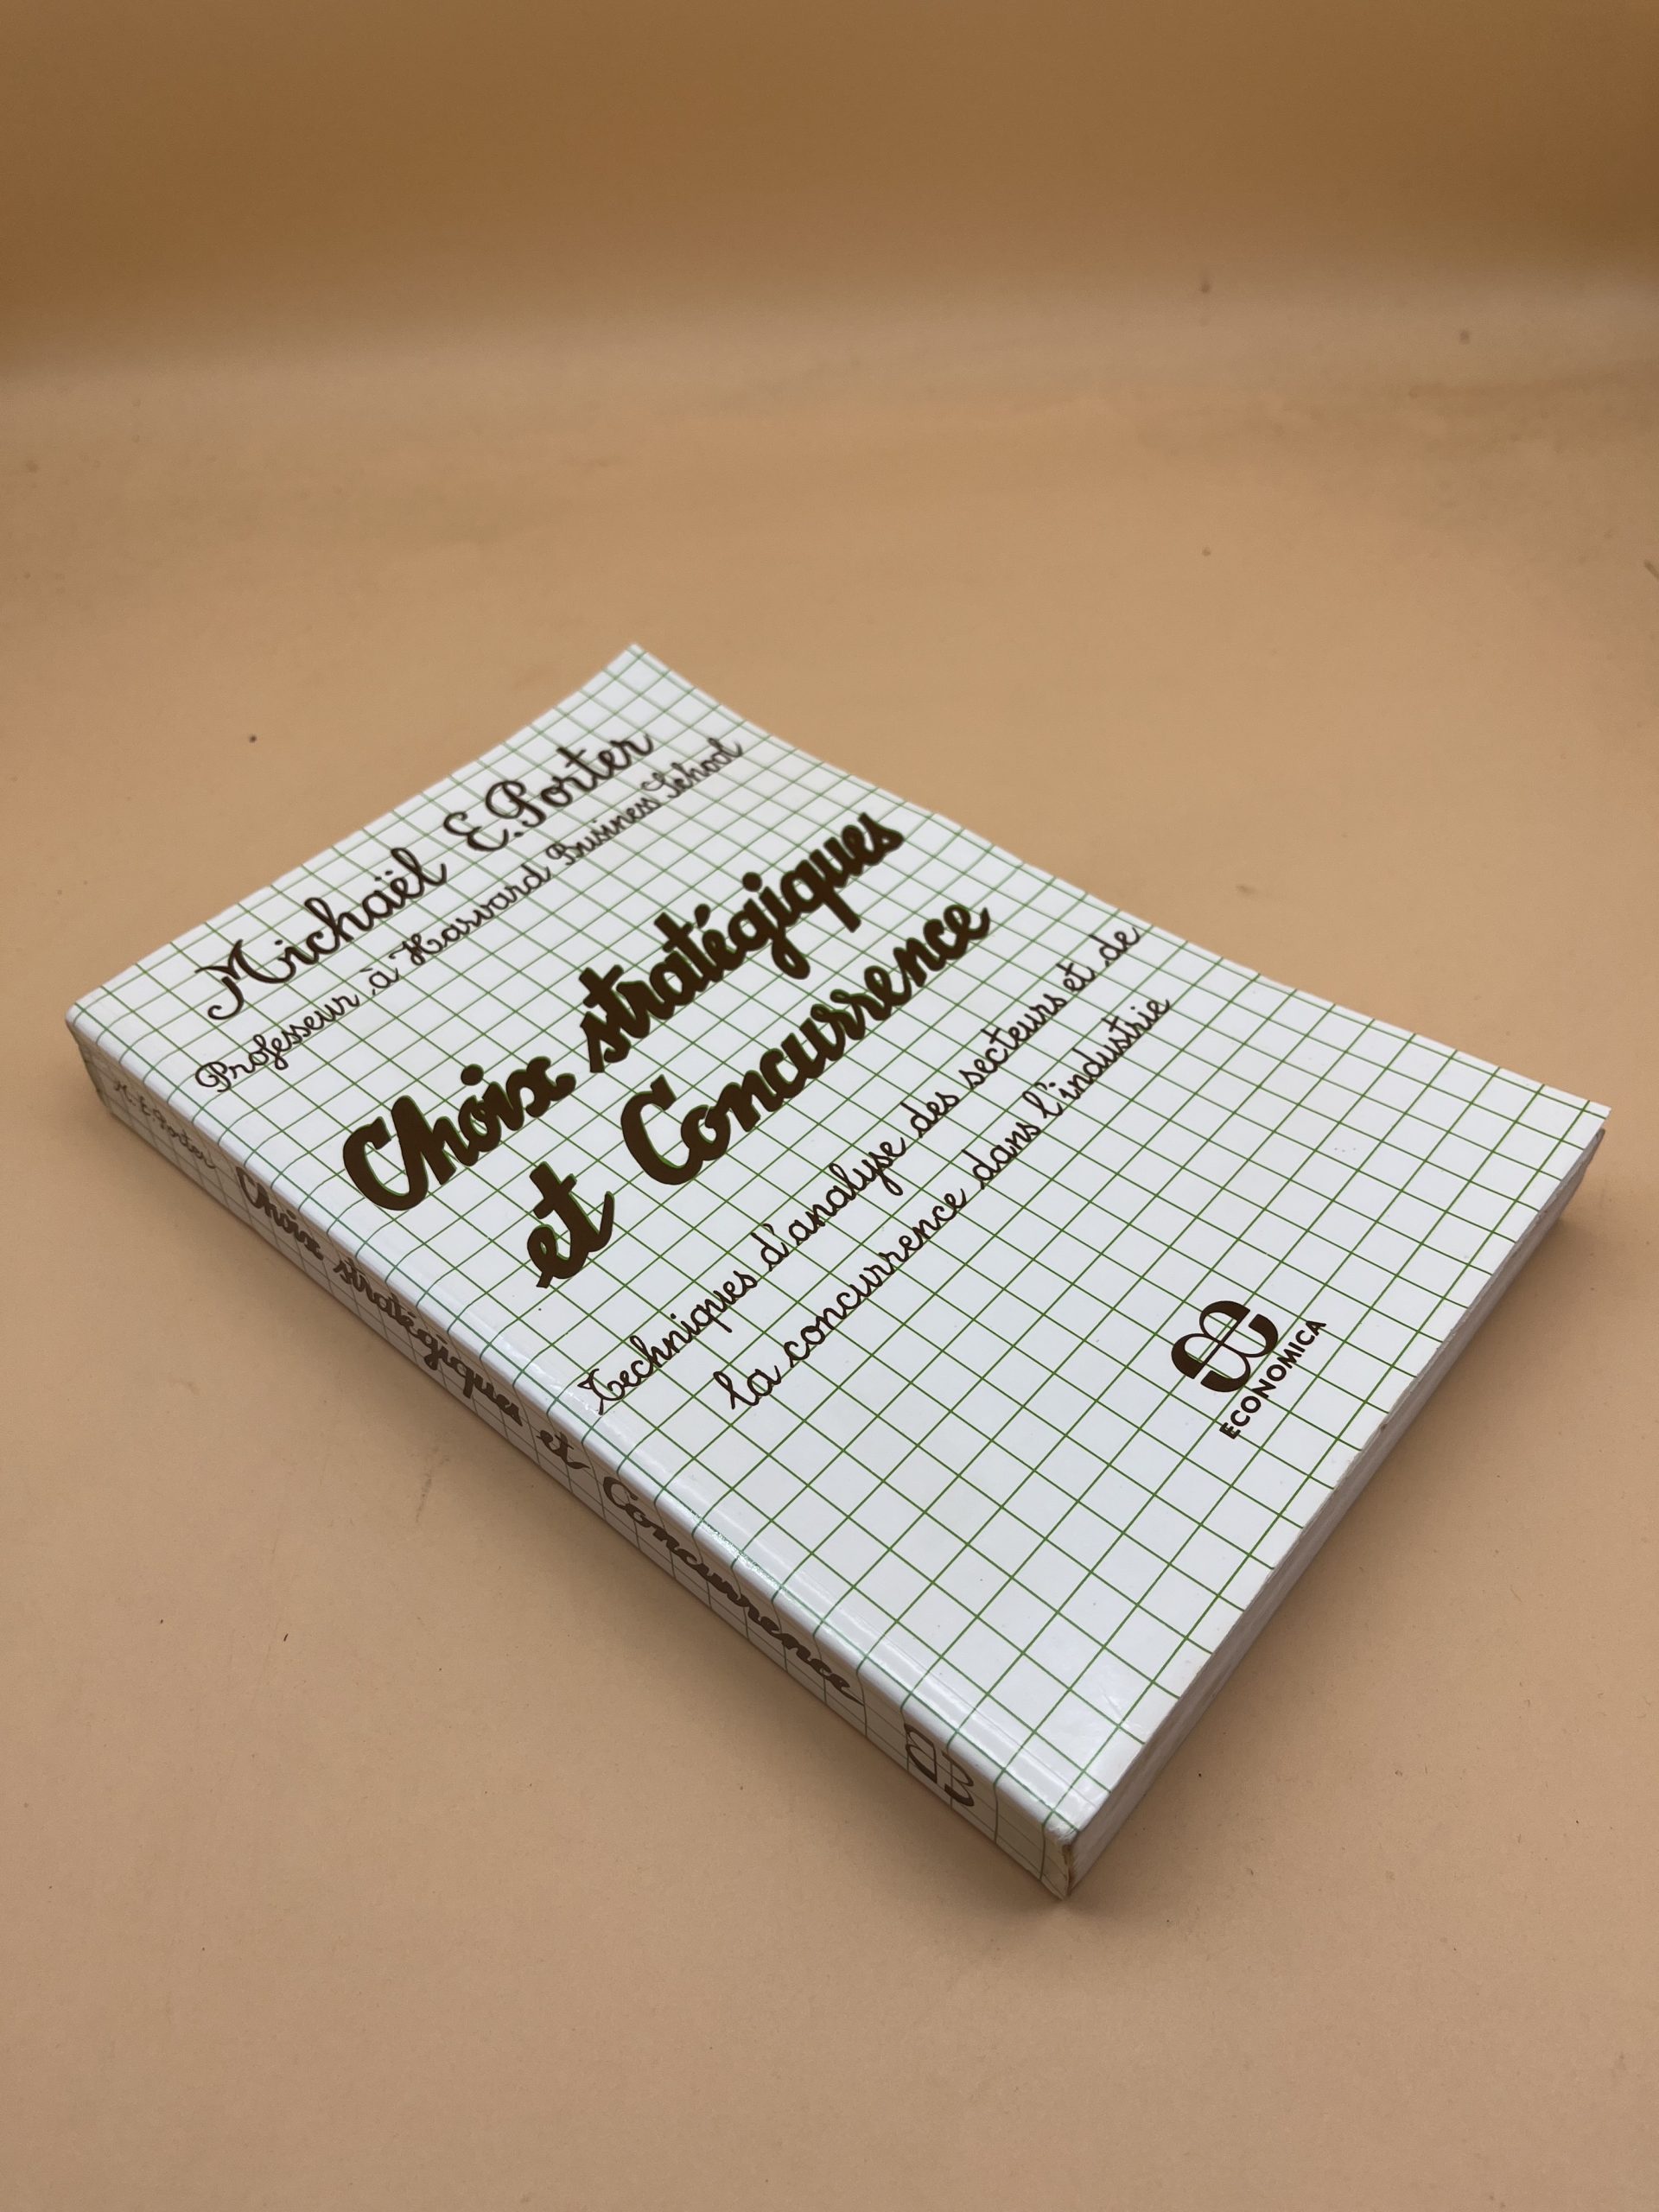 Michaël E. Porter
Professeur à Harvard Business School
Choix stratégiques
et Concurrence
Techniques d'analyse des secteurs et de
la concurrence dans l'industrie
ECONOMICA
M. E. Porter Choix stratégiques et Concurrence